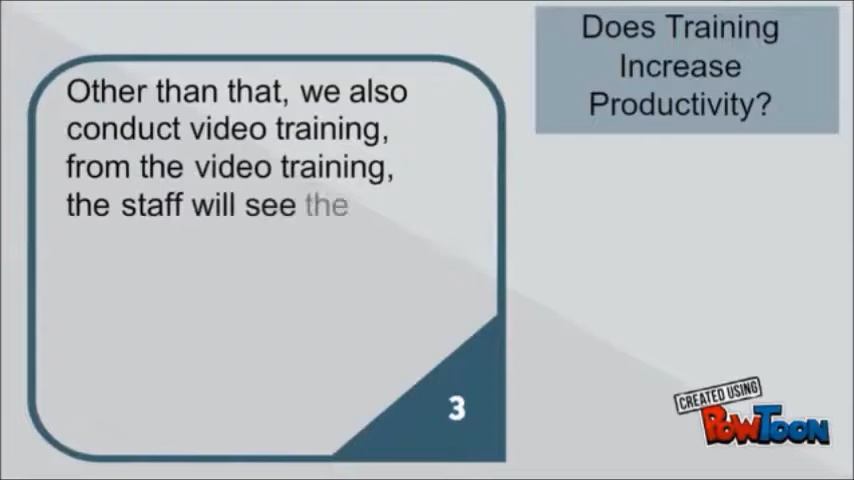 Does Training
Increase
Productivity?
Other than that, we also
conduct video training,
from the video training,
the staff will see the
3
CREATED USING
POWTOON